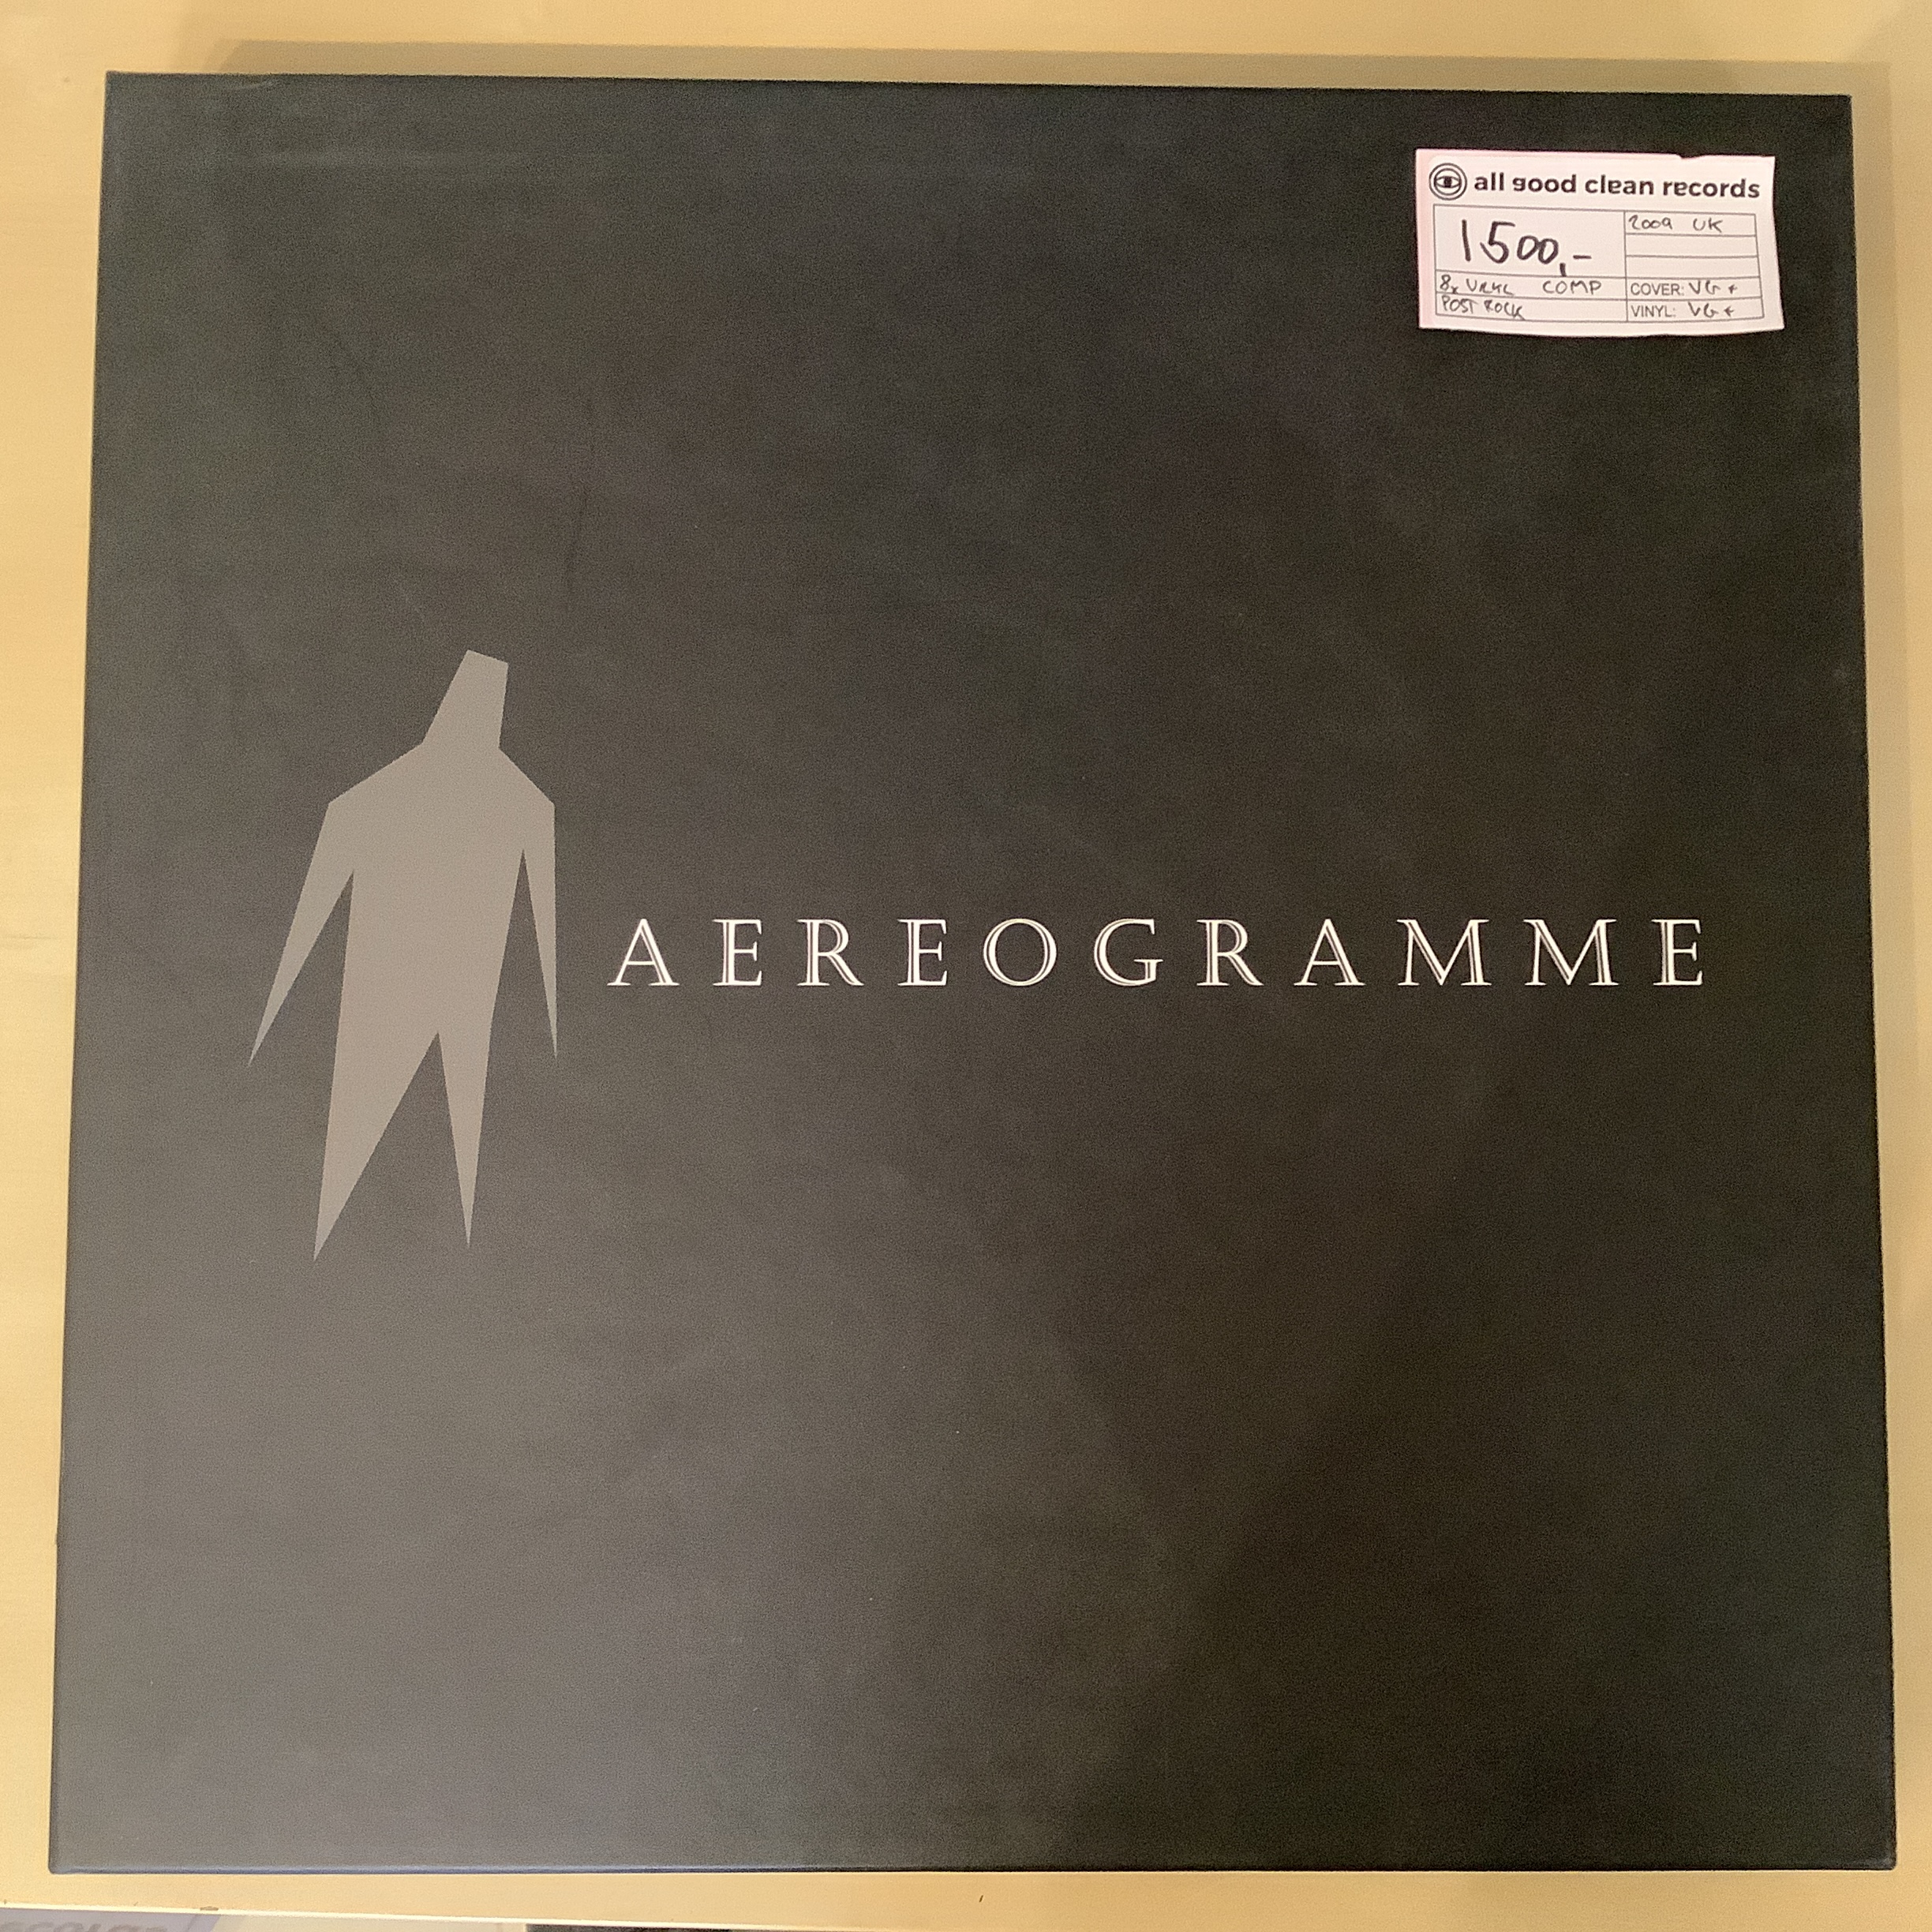 all good clean records
1500,-
2009 UK
8x VINYL COMP
COVER: VG+
POST ROCK
VINYL: VG+
AEREOGRAMME